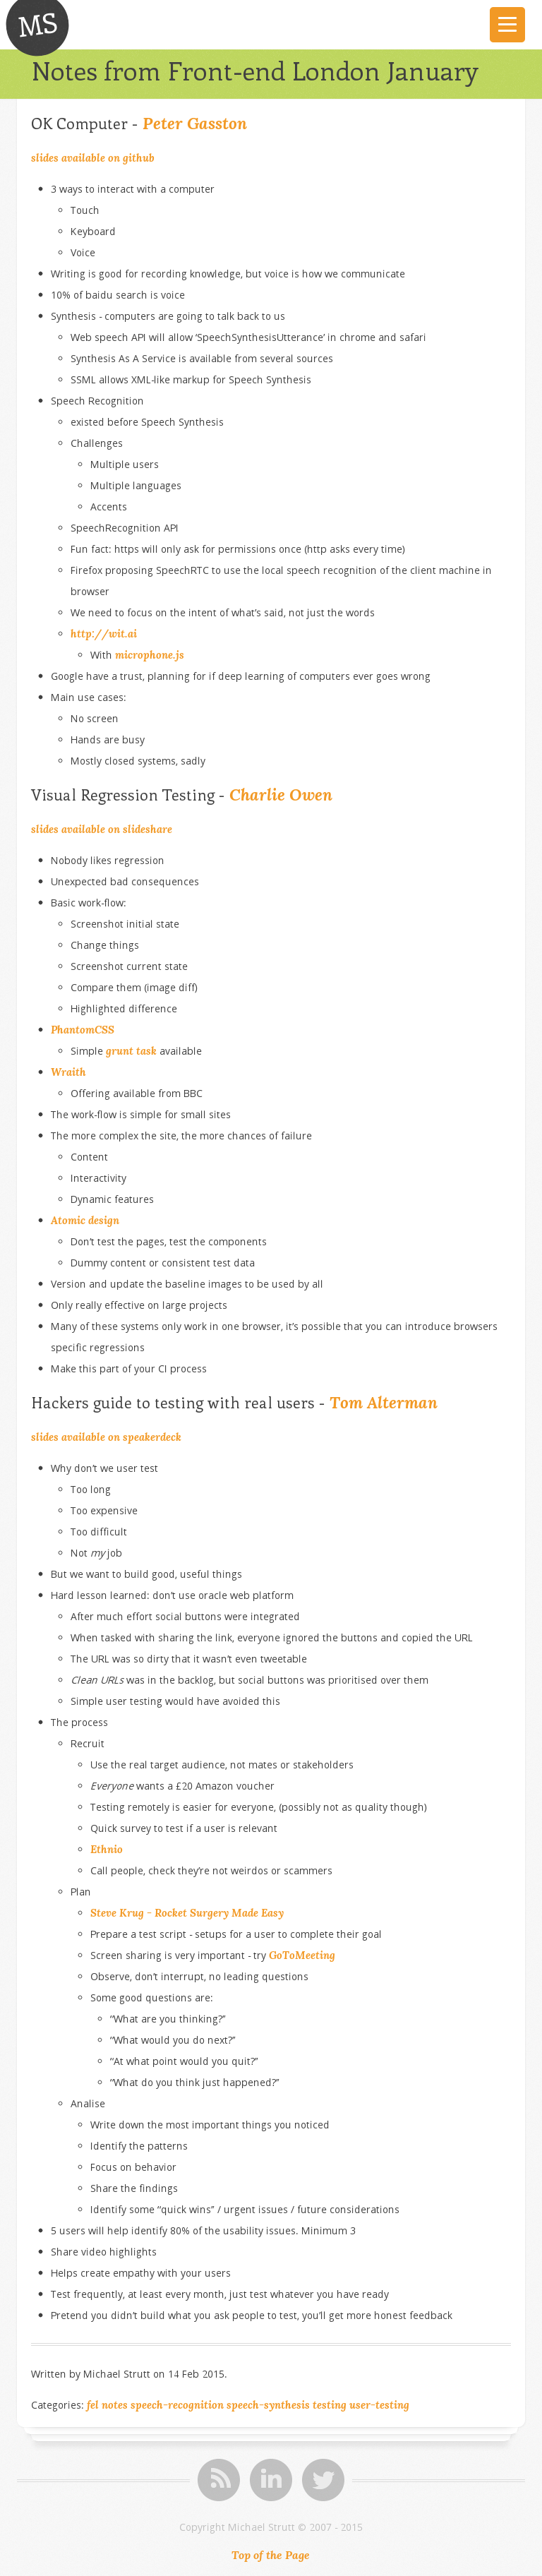 MS
Notes from Front-end London January
OK Computer - Peter Gasston
slides available on github
3 ways to interact with a computer
Touch
Keyboard
Voice
Writing is good for recording knowledge, but voice is how we communicate
10% of baidu search is voice
Synthesis - computers are going to talk back to us
Web speech API will allow ‘SpeechSynthesisUtterance’ in chrome and safari
Synthesis As A Service is available from several sources
SSML allows XML-like markup for Speech Synthesis
Speech Recognition
existed before Speech Synthesis
Challenges
Multiple users
Multiple languages
Accents
SpeechRecognition API
Fun fact: https will only ask for permissions once (http asks every time)
Firefox proposing SpeechRTC to use the local speech recognition of the client machine in
browser
We need to focus on the intent of what’s said, not just the words
http://wit.ai
With microphone.js
Google have a trust, planning for if deep learning of computers ever goes wrong
Main use cases:
No screen
Hands are busy
Mostly closed systems, sadly
Visual Regression Testing - Charlie Owen
slides available on slideshare
Nobody likes regression
Unexpected bad consequences
Basic work-flow:
Screenshot initial state
Change things
Screenshot current state
Compare them (image diff)
Highlighted difference
PhantomCSS
Simple grunt task available
Wraith
Offering available from BBC
The work-flow is simple for small sites
The more complex the site, the more chances of failure
Content
Interactivity
Dynamic features
Atomic design
Don’t test the pages, test the components
Dummy content or consistent test data
Version and update the baseline images to be used by all
Only really effective on large projects
Many of these systems only work in one browser, it’s possible that you can introduce browsers
specific regressions
Make this part of your CI process
Hackers guide to testing with real users - Tom Alterman
slides available on speakerdeck
Why don’t we user test
Too long
Too expensive
Too difficult
Not my job
But we want to build good, useful things
Hard lesson learned: don’t use oracle web platform
After much effort social buttons were integrated
When tasked with sharing the link, everyone ignored the buttons and copied the URL
The URL was so dirty that it wasn’t even tweetable
Clean URLs was in the backlog, but social buttons was prioritised over them
Simple user testing would have avoided this
The process
Recruit
Use the real target audience, not mates or stakeholders
Everyone wants a £20 Amazon voucher
Testing remotely is easier for everyone, (possibly not as quality though)
Quick survey to test if a user is relevant
Ethnio
Call people, check they’re not weirdos or scammers
Plan
Steve Krug - Rocket Surgery Made Easy
Prepare a test script - setups for a user to complete their goal
Screen sharing is very important - try GoToMeeting
Observe, don’t interrupt, no leading questions
Some good questions are:
“What are you thinking?”
“What would you do next?”
“At what point would you quit?”
“What do you think just happened?”
Analise
Write down the most important things you noticed
Identify the patterns
Focus on behavior
Share the findings
Identify some “quick wins” / urgent issues / future considerations
5 users will help identify 80% of the usability issues. Minimum 3
Share video highlights
Helps create empathy with your users
Test frequently, at least every month, just test whatever you have ready
Pretend you didn’t build what you ask people to test, you’ll get more honest feedback
Written by Michael Strutt on 14 Feb 2015.
Categories: fel notes speech-recognition speech-synthesis testing user-testing
in
Copyright Michael Strutt © 2007 - 2015
Top of the Page